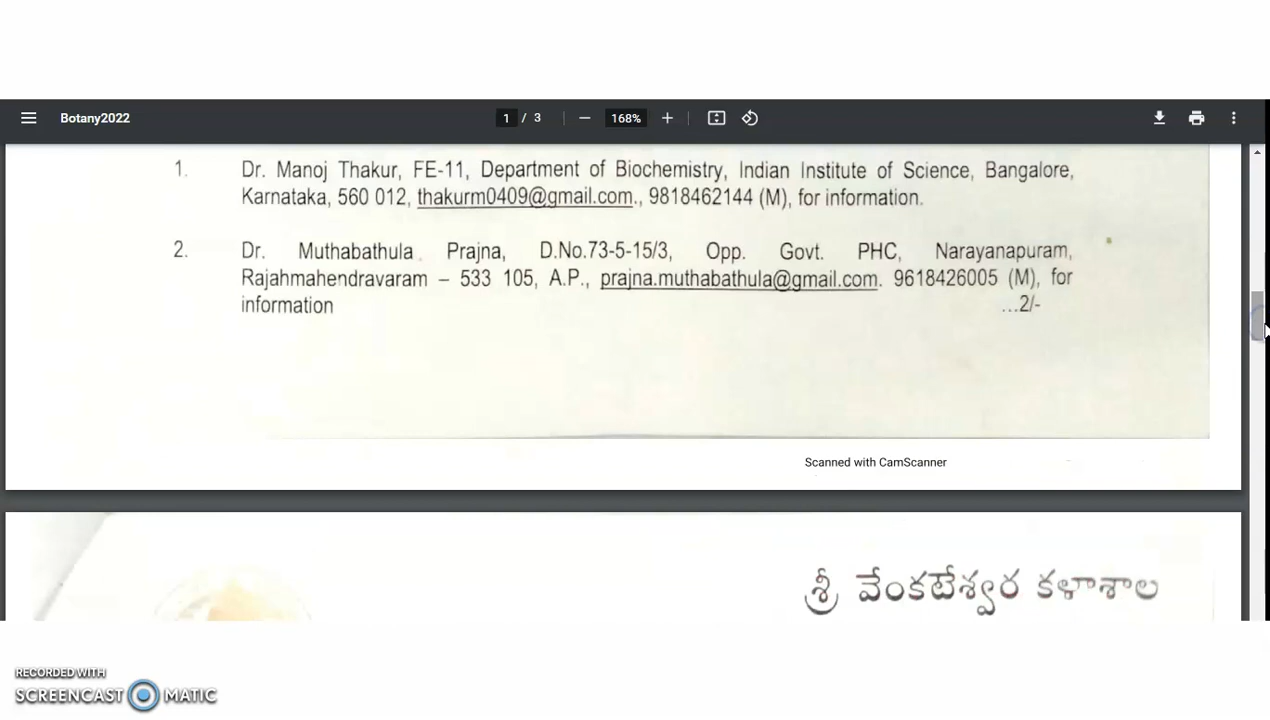 Botany2022
1 / 3
168%
1. Dr. Manoj Thakur, FE-11, Department of Biochemistry, Indian Institute of Science, Bangalore,
Karnataka, 560 012, thakurm0409@gmail.com., 9818462144 (M), for information.
2. Dr. Muthabathula Prajna, D.No.73-5-15/3, Opp. Govt. PHC, Narayanapuram,
Rajahmahendravaram – 533 105, A.P., prajna.muthabathula@gmail.com. 9618426005 (M), for
information ...2/-
Scanned with CamScanner
శ్రీ వేంకటేశ్వర కళాశాల
RECORDED WITH
SCREENCAST MATIC